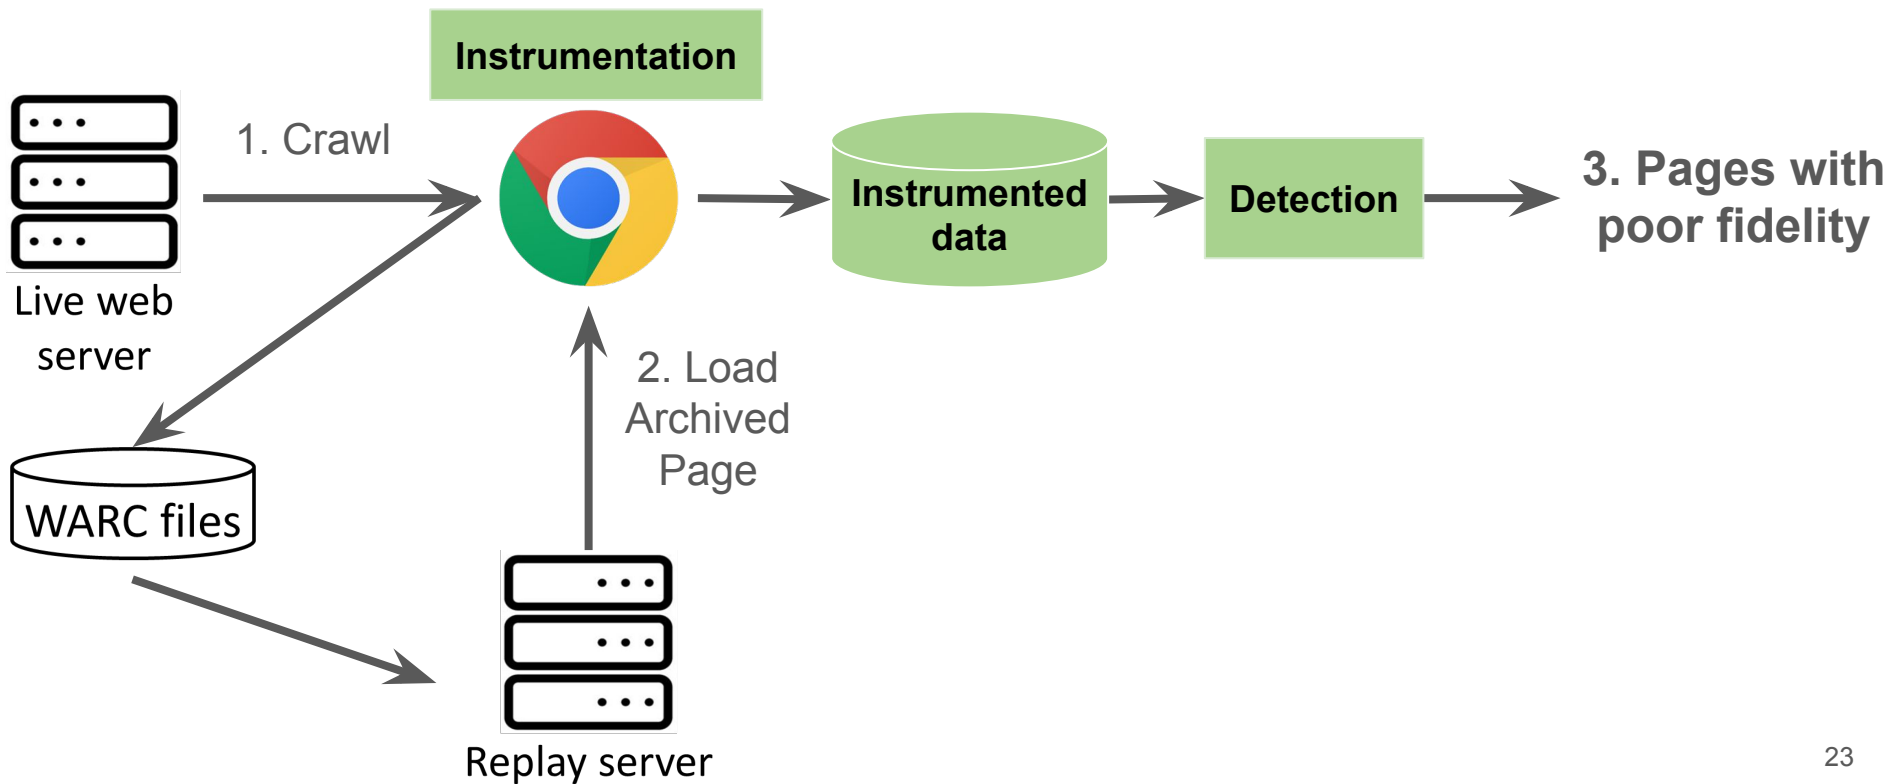 Instrumentation
1. Crawl
Live web
server
Instrumented
data
Detection
3. Pages with
poor fidelity
2. Load
Archived
Page
WARC files
Replay server
23